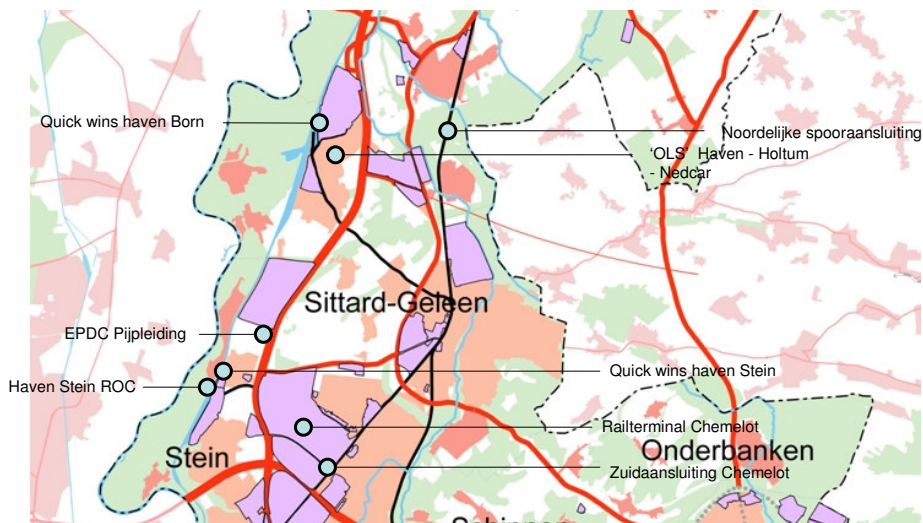 Quick wins haven Born
Noordelijke spooraansluiting
'OLS' Haven - Holtum
- Nedcar
Sittard-Geleen
EPDC Pijpleiding
Quick wins haven Stein
Haven Stein ROC
Railterminal Chemelot
Onderbanken
Stein
Zuidaansluiting Chemelot